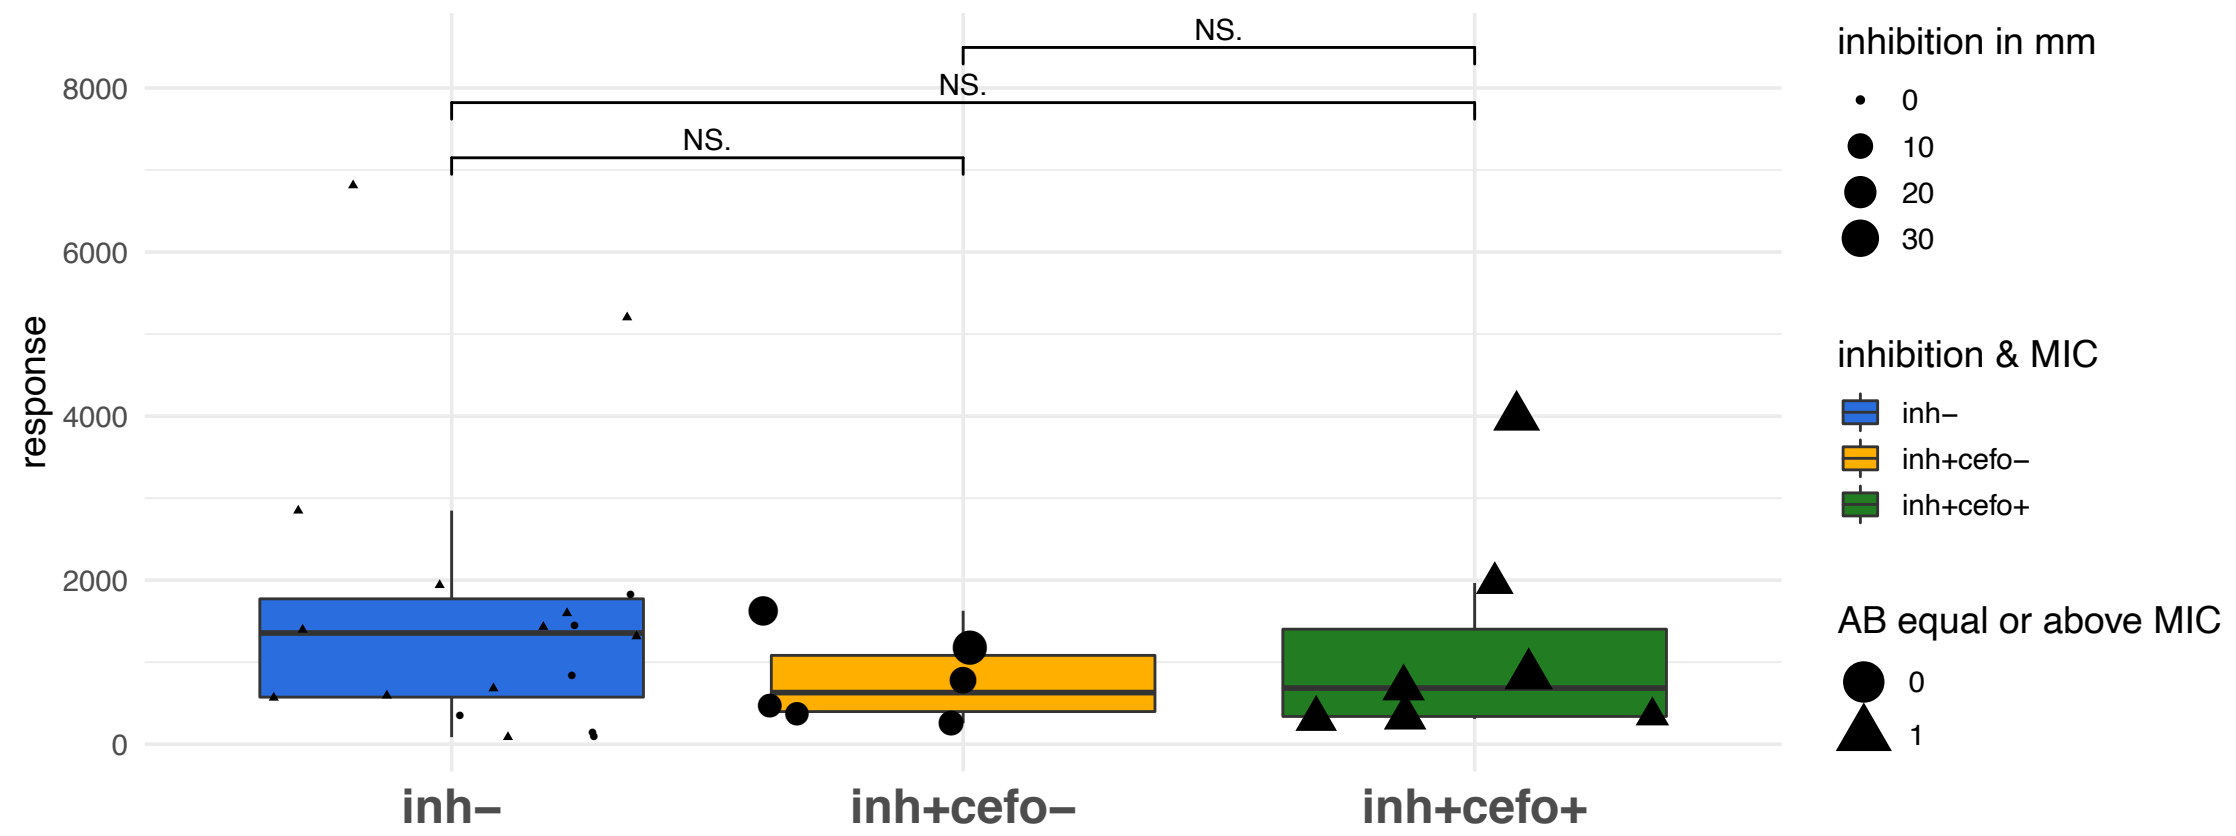 NS.
NS.
NS.
8000
6000
4000
2000
0
response
inh−
inh+cefo−
inh+cefo+
inhibition in mm
0
10
20
30
inhibition & MIC
inh−
inh+cefo−
inh+cefo+
AB equal or above MIC
0
1